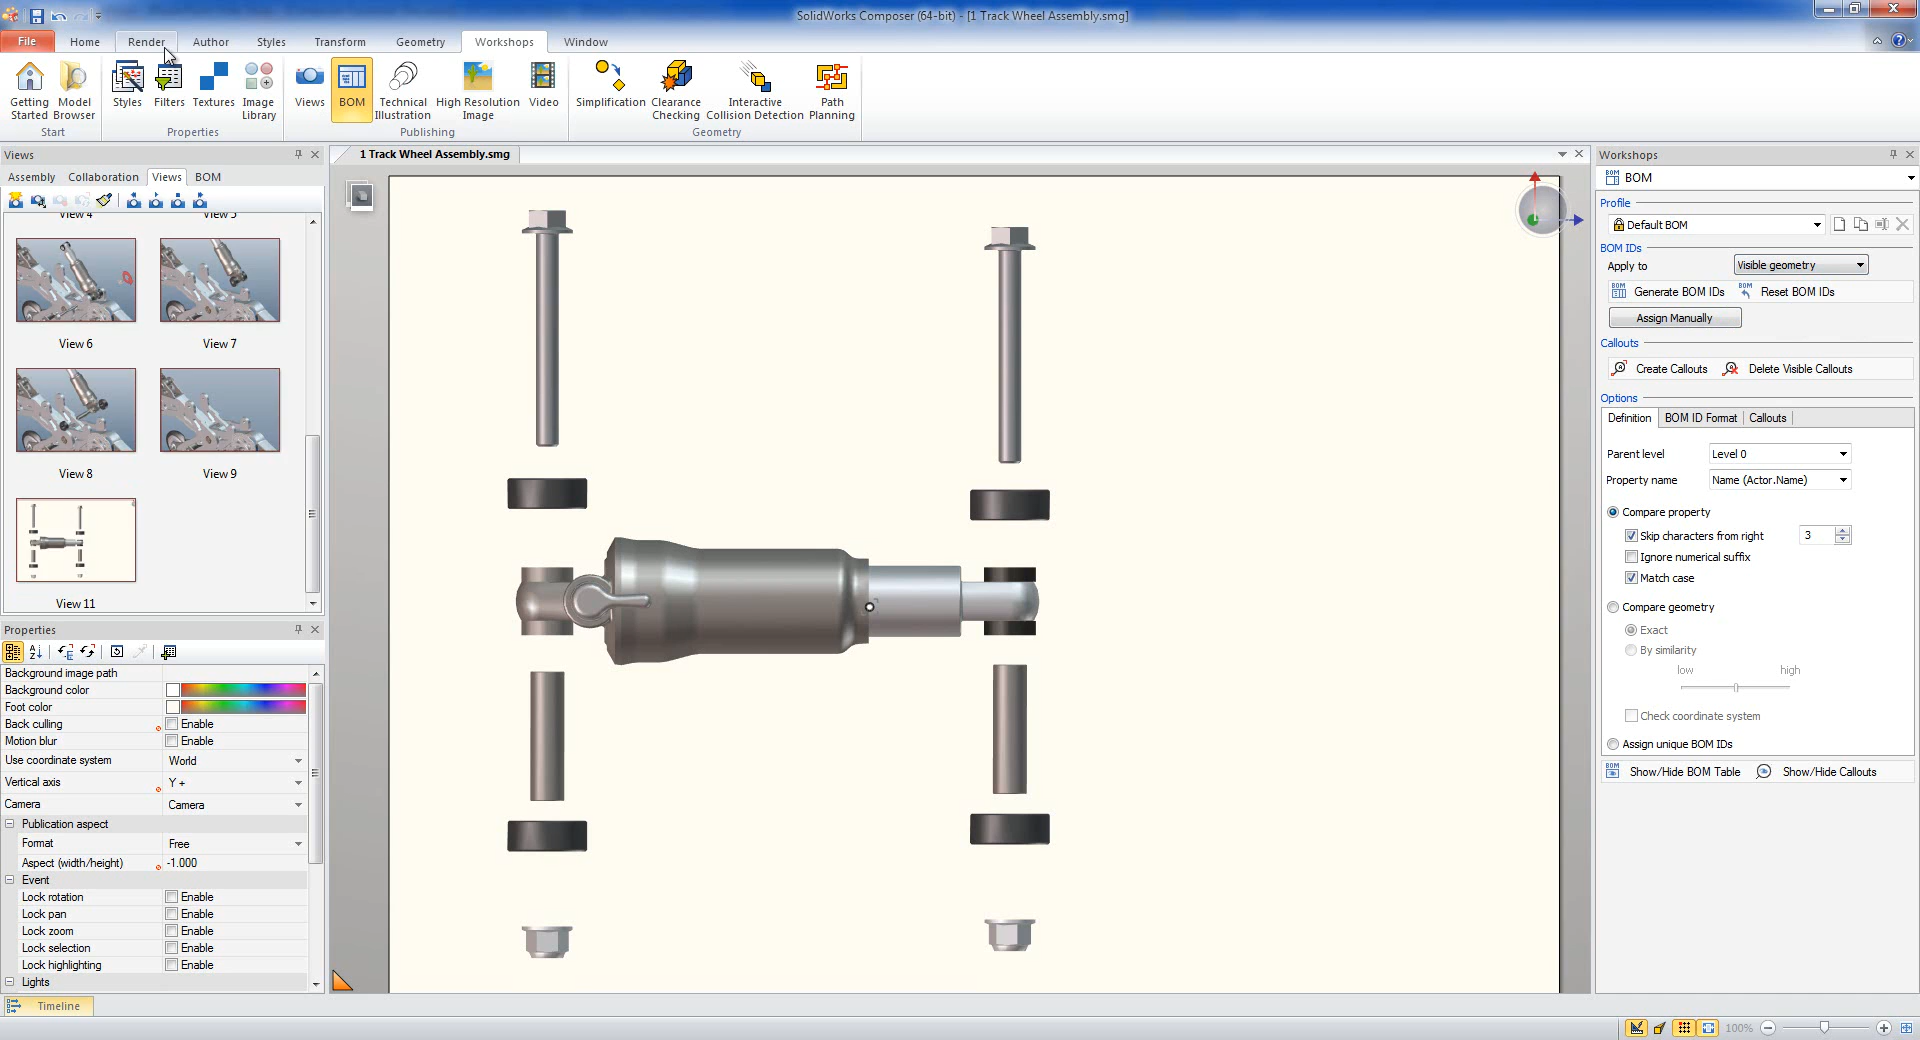 SolidWorks Composer (64-bit) - [1 Track Wheel Assembly.smg]
File Home Render Author Styles Transform Geometry Workshops Window
Getting Started Model Browser Styles Filters Textures Image Library Views BOM Technical Illustration High Resolution Image Video Simplification Clearance Checking Interactive Collision Detection Path Planning
Start Properties Publishing Geometry
Views
Assembly Collaboration Views BOM
View 4 View 5
View 6 View 7
View 8 View 9
View 11
Properties
Background image path
Background color
Foot color
Back culling Enable
Motion blur Enable
Use coordinate system World
Vertical axis Y +
Camera Camera
Publication aspect
Format Free
Aspect (width/height) -1.000
Event
Lock rotation Enable
Lock pan Enable
Lock zoom Enable
Lock selection Enable
Lock highlighting Enable
Lights
Timeline
1 Track Wheel Assembly.smg
Workshops
BOM
Profile
Default BOM
BOM IDs
Apply to Visible geometry
Generate BOM IDs Reset BOM IDs
Assign Manually
Callouts
Create Callouts Delete Visible Callouts
Options
Definition BOM ID Format Callouts
Parent level Level 0
Property name Name (Actor.Name)
Compare property
Skip characters from right 3
Ignore numerical suffix
Match case
Compare geometry
Exact
By similarity
low high
Check coordinate system
Assign unique BOM IDs
Show/Hide BOM Table Show/Hide Callouts
100%